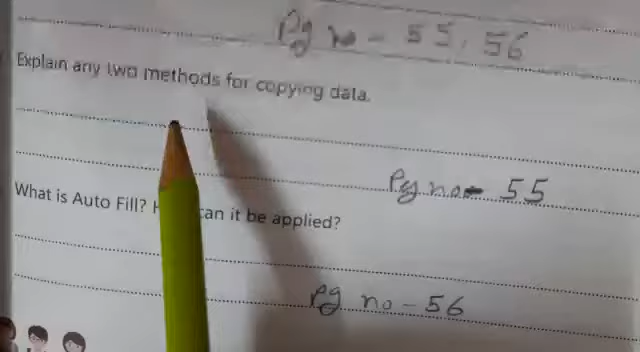 Pg no - 55, 56
Explain any two methods for copying data.
Pg no - 55
What is Auto Fill? can it be applied?
Pg no - 56